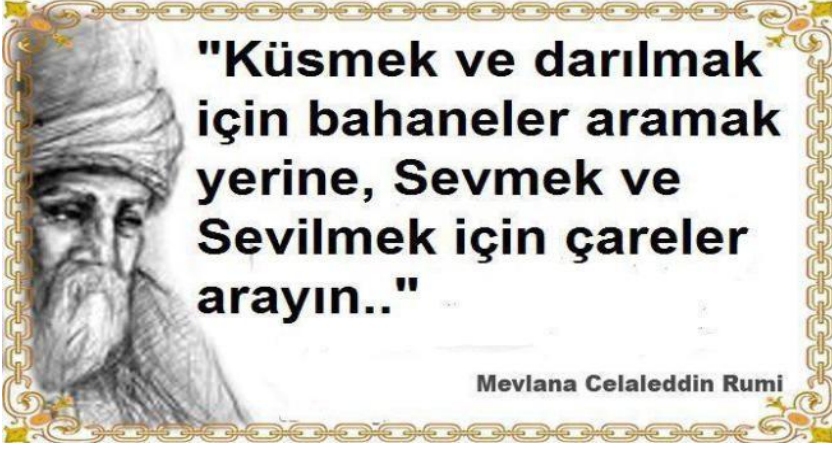 "Küsmek ve darılmak
için bahaneler aramak
yerine, Sevmek ve
Sevilmek için çareler
arayın.."
Mevlana Celaleddin Rumi